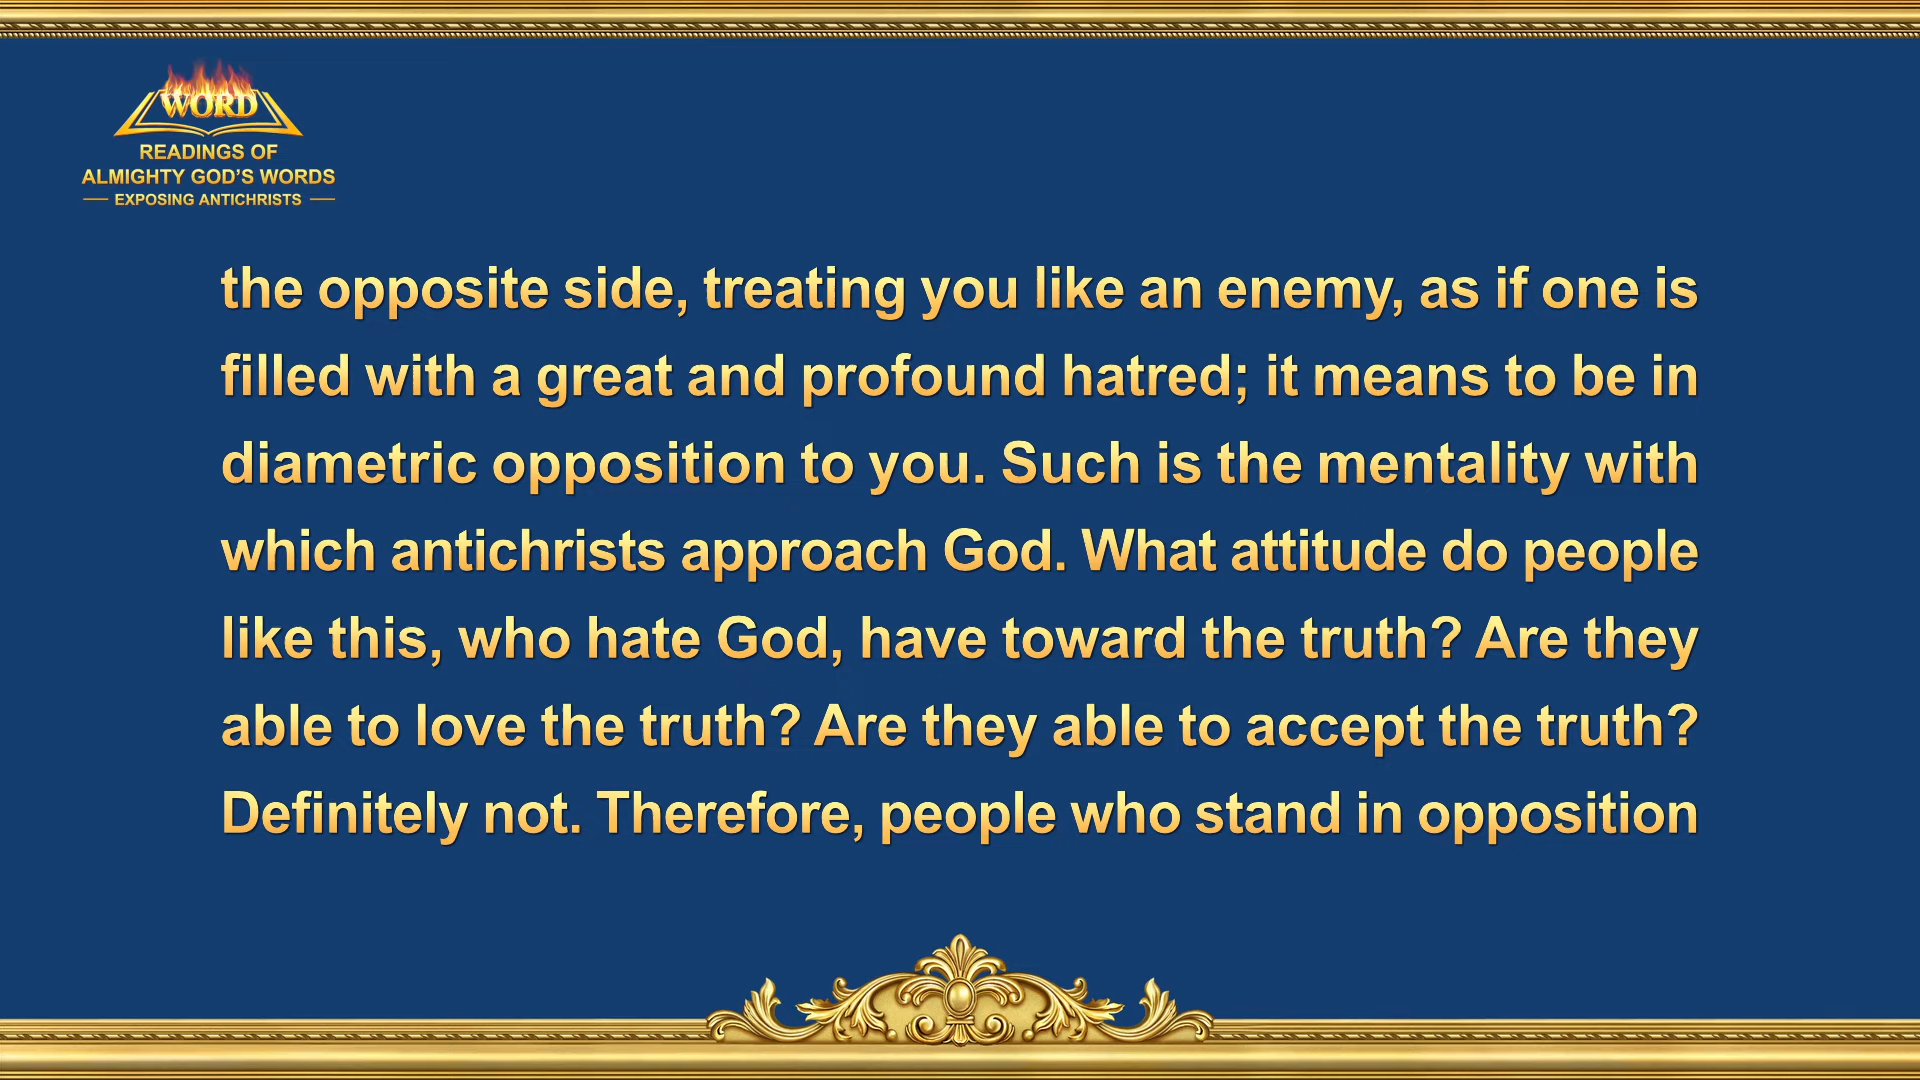 WORD
READINGS OF
ALMIGHTY GOD'S WORDS
EXPOSING ANTICHRISTS
the opposite side, treating you like an enemy, as if one is
filled with a great and profound hatred; it means to be in
diametric opposition to you. Such is the mentality with
which antichrists approach God. What attitude do people
like this, who hate God, have toward the truth? Are they
able to love the truth? Are they able to accept the truth?
Definitely not. Therefore, people who stand in opposition